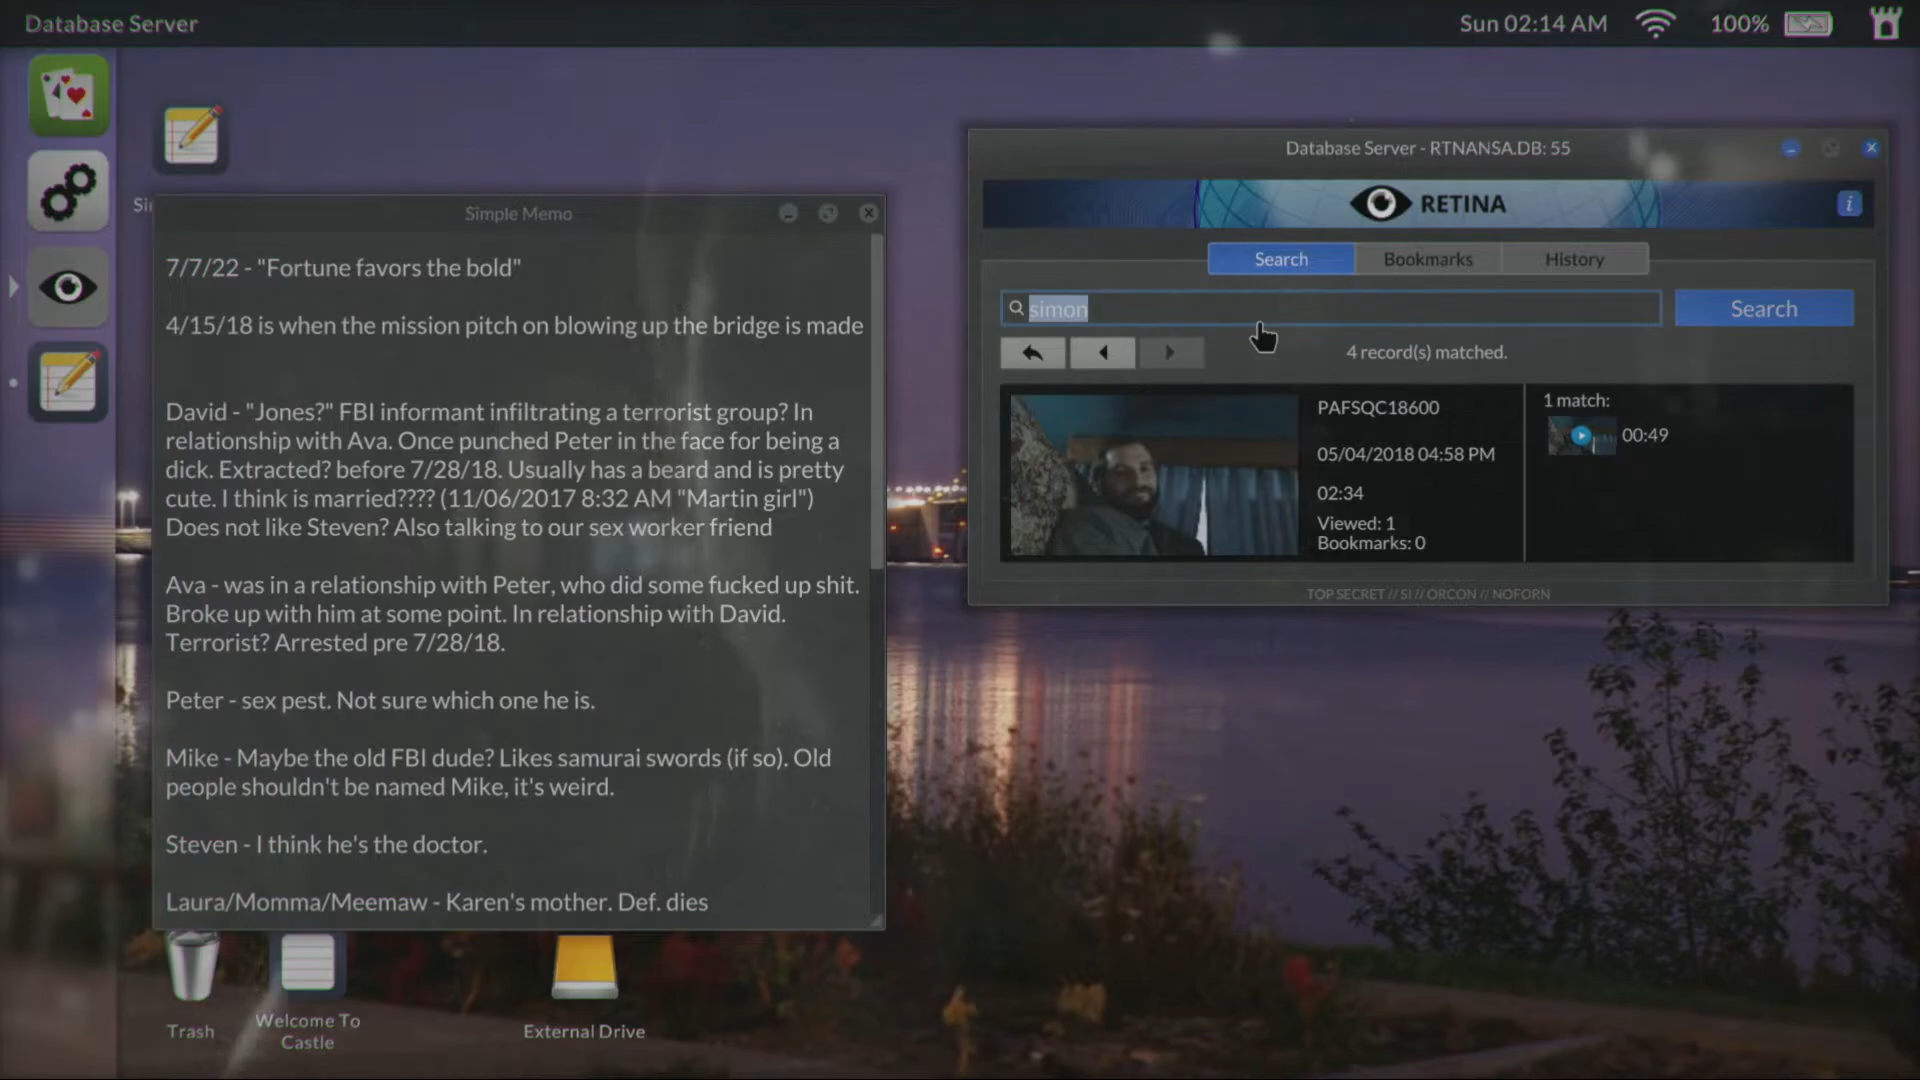 Database Server
Sun 02:14 AM
100%
Simple Memo
7/7/22 - "Fortune favors the bold"
4/15/18 is when the mission pitch on blowing up the bridge is made
David - "Jones?" FBI informant infiltrating a terrorist group? In
relationship with Ava. Once punched Peter in the face for being a
dick. Extracted? before 7/28/18. Usually has a beard and is pretty
cute. I think is married???? (11/06/2017 8:32 AM "Martin girl")
Does not like Steven? Also talking to our sex worker friend
Ava - was in a relationship with Peter, who did some fucked up shit.
Broke up with him at some point. In relationship with David.
Terrorist? Arrested pre 7/28/18.
Peter - sex pest. Not sure which one he is.
Mike - Maybe the old FBI dude? Likes samurai swords (if so). Old
people shouldn't be named Mike, it's weird.
Steven - I think he's the doctor.
Laura/Momma/Meemaw - Karen's mother. Def. dies
Database Server - RTNANSA.DB: 55
RETINA
i
Search
Bookmarks
History
simon
Search
4 record(s) matched.
PAFSQC18600
05/04/2018 04:58 PM
02:34
Viewed: 1
Bookmarks: 0
1 match:
00:49
TOP SECRET // SI // ORCON // NOFORN
Trash
Welcome To
Castle
External Drive